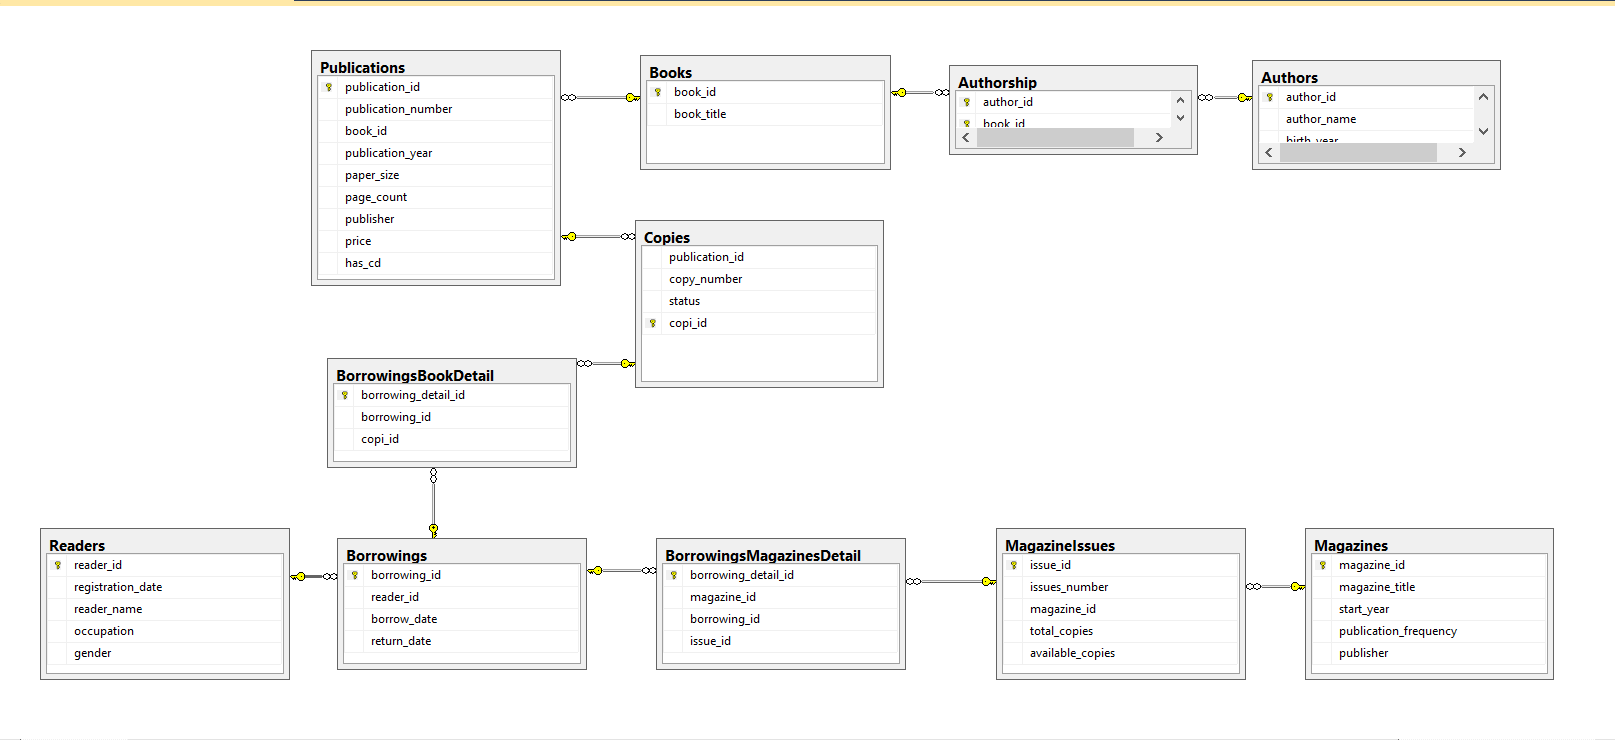 Publications
publication_id
publication_number
book_id
publication_year
paper_size
page_count
publisher
price
has_cd
Books
book_id
book_title
Authorship
author_id
book_id
Authors
author_id
author_name
birth_year
Copies
publication_id
copy_number
status
copi_id
BorrowingsBookDetail
borrowing_detail_id
borrowing_id
copi_id
Readers
reader_id
registration_date
reader_name
occupation
gender
Borrowings
borrowing_id
reader_id
borrow_date
return_date
BorrowingsMagazinesDetail
borrowing_detail_id
magazine_id
borrowing_id
issue_id
MagazineIssues
issue_id
issues_number
magazine_id
total_copies
available_copies
Magazines
magazine_id
magazine_title
start_year
publication_frequency
publisher